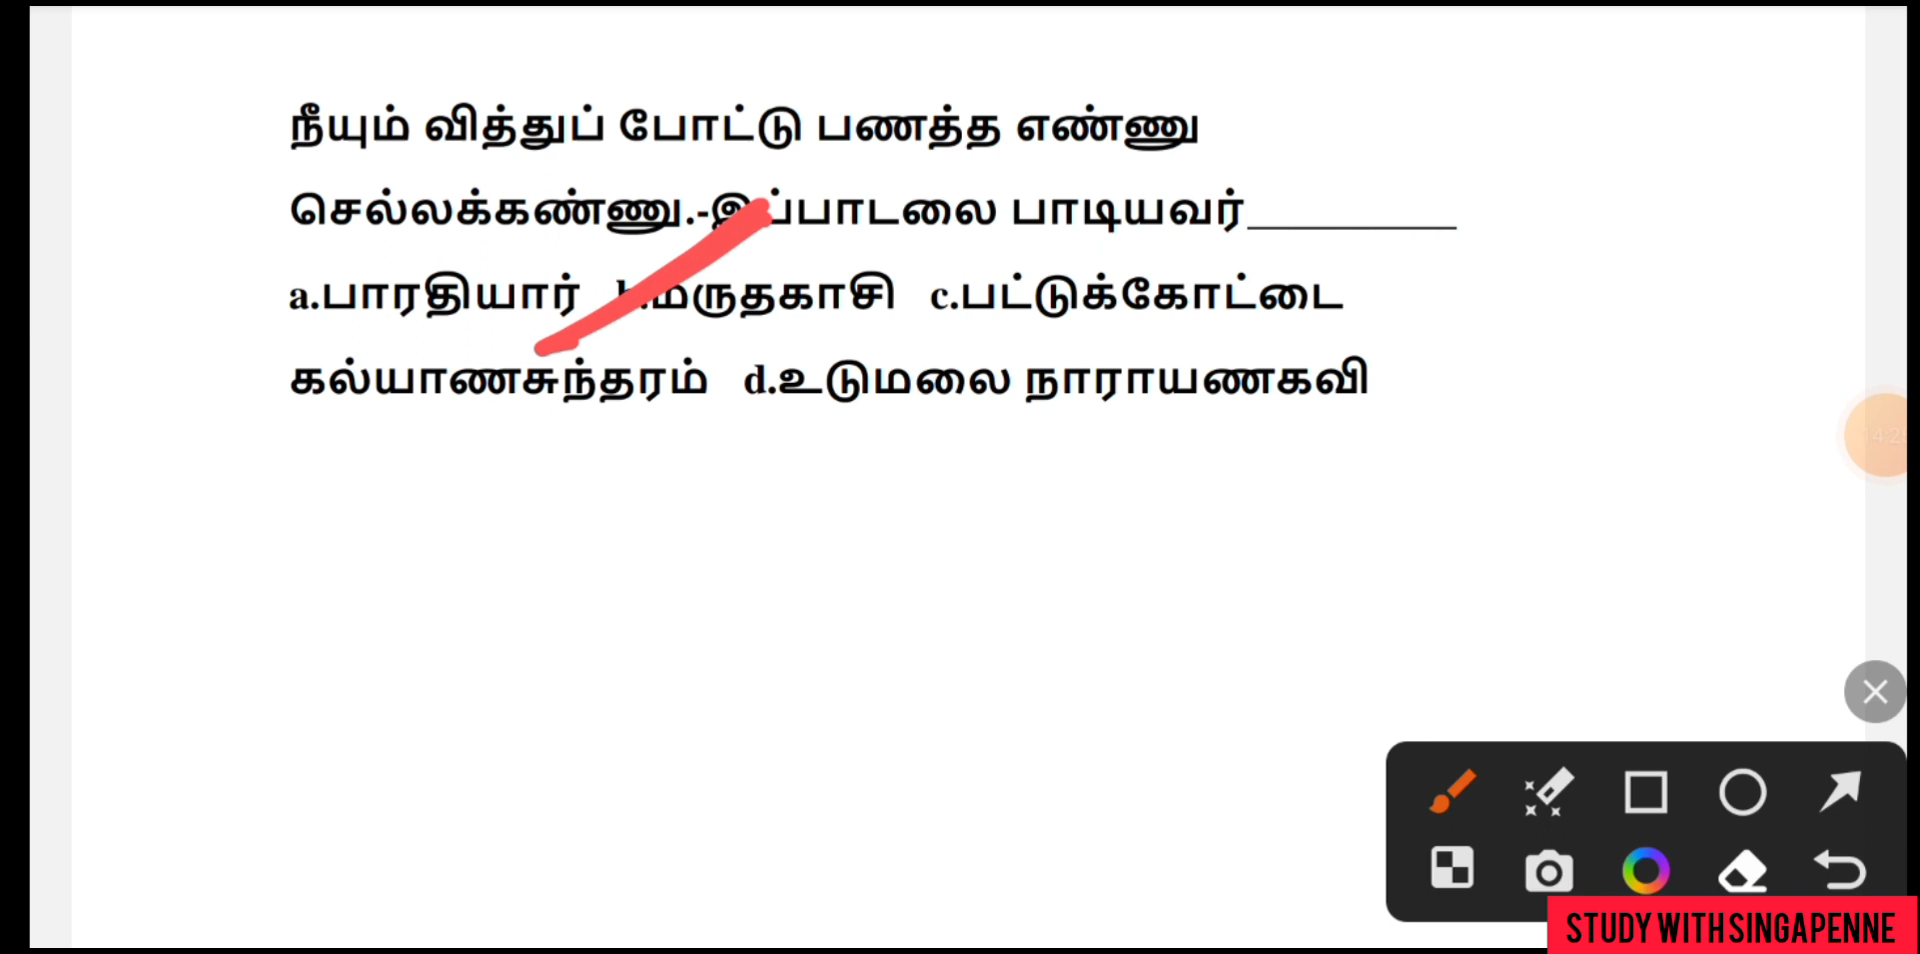 நீயும் வித்துப் போட்டு பணத்த எண்ணு
செல்லக்கண்ணு.-இப்பாடலை பாடியவர்__________
a.பாரதியார் b.மருதகாசி c.பட்டுக்கோட்டை
கல்யாணசுந்தரம் d.உடுமலை நாராயணகவி
STUDY WITH SINGAPENNE